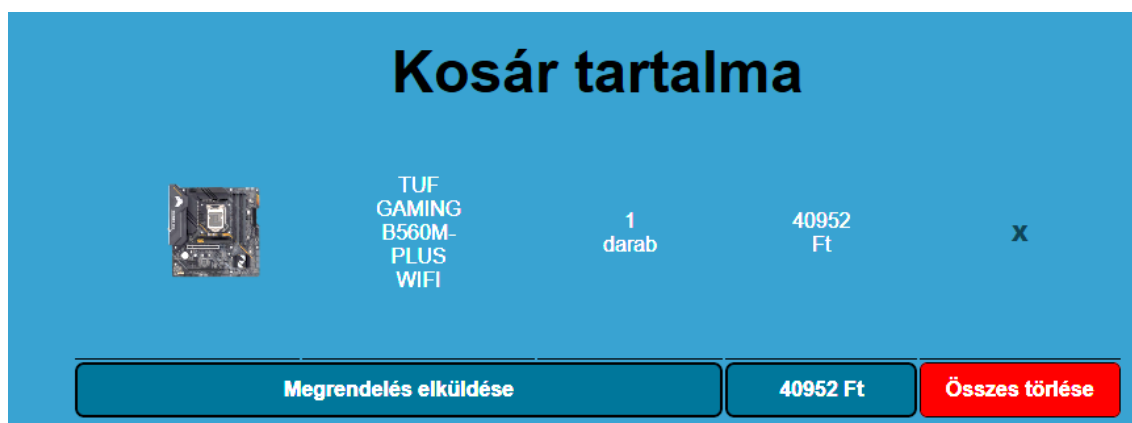 Kosár tartalma
TUF
GAMING
B560M-
PLUS
WIFI
1
darab
40952
Ft
x
Megrendelés elküldése
40952 Ft
Összes törlése